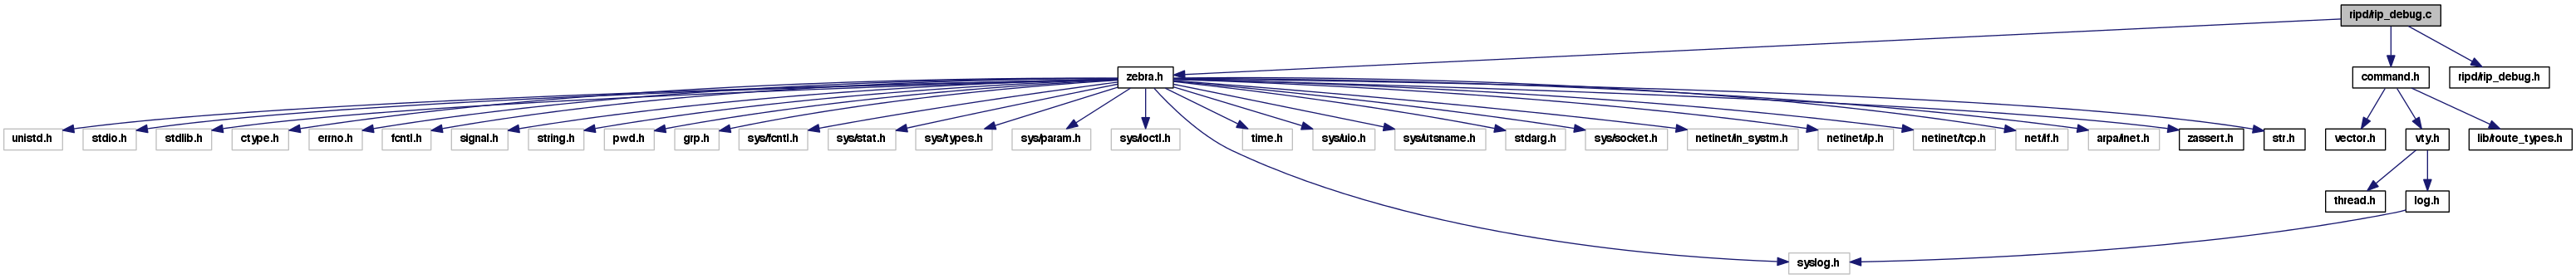 ripd/rip_debug.c
zebra.h
command.h
ripd/rip_debug.h
unistd.h
stdio.h
stdlib.h
ctype.h
errno.h
fcntl.h
signal.h
string.h
pwd.h
grp.h
sys/fcntl.h
sys/stat.h
sys/types.h
sys/param.h
sys/ioctl.h
time.h
sys/uio.h
sys/utsname.h
stdarg.h
sys/socket.h
netinet/in_systm.h
netinet/ip.h
netinet/tcp.h
net/if.h
arpa/inet.h
zassert.h
str.h
vector.h
vty.h
lib/route_types.h
thread.h
log.h
syslog.h